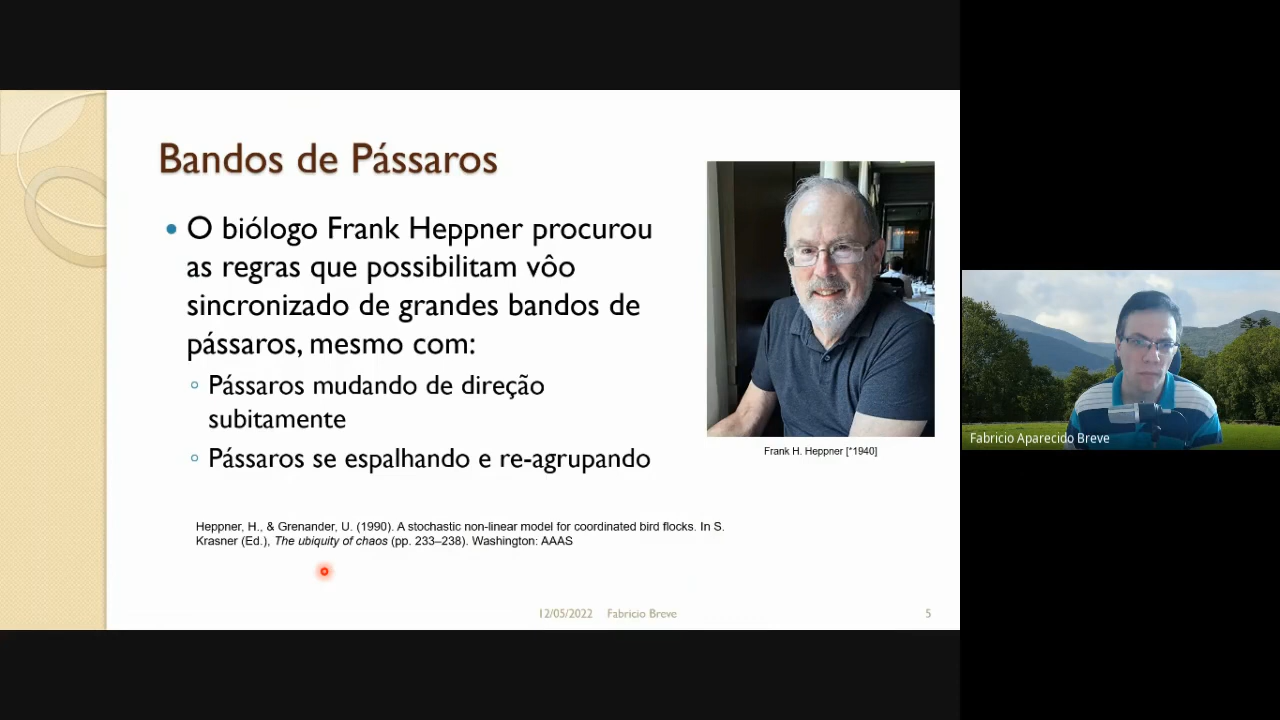 Bandos de Pássaros
• O biólogo Frank Heppner procurou
as regras que possibilitam vôo
sincronizado de grandes bandos de
pássaros, mesmo com:
◦ Pássaros mudando de direção
subitamente
◦ Pássaros se espalhando e re-agrupando
Frank H. Heppner [*1940]
Heppner, H., & Grenander, U. (1990). A stochastic non-linear model for coordinated bird flocks. In S.
Krasner (Ed.), The ubiquity of chaos (pp. 233–238). Washington: AAAS
12/05/2022 Fabricio Breve 5
Fabricio Aparecido Breve